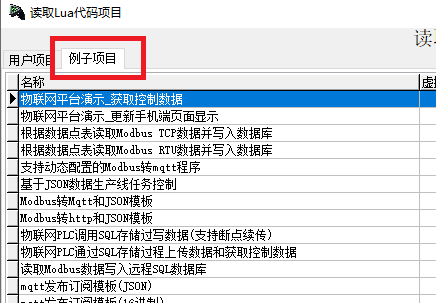 读取Lua代码项目
用户项目
例子项目
名称
物联网平台演示_获取控制数据
物联网平台演示_更新手机端页面显示
根据数据点表读取Modbus TCP数据并写入数据库
根据数据点表读取Modbus RTU数据并写入数据库
支持动态配置的Modbus转mqtt程序
基于JSON数据生产线任务控制
Modbus转Mqtt和JSON模板
Modbus转http和JSON模板
物联网PLC调用SQL存储过写数据(支持断点续传)
物联网PLC通过SQL存储过程上传数据和获取控制数据
读取Modbus数据写入远程SQL数据库
mqtt发布订阅模板(JSON)
mqtt发布订阅模板(16进制)